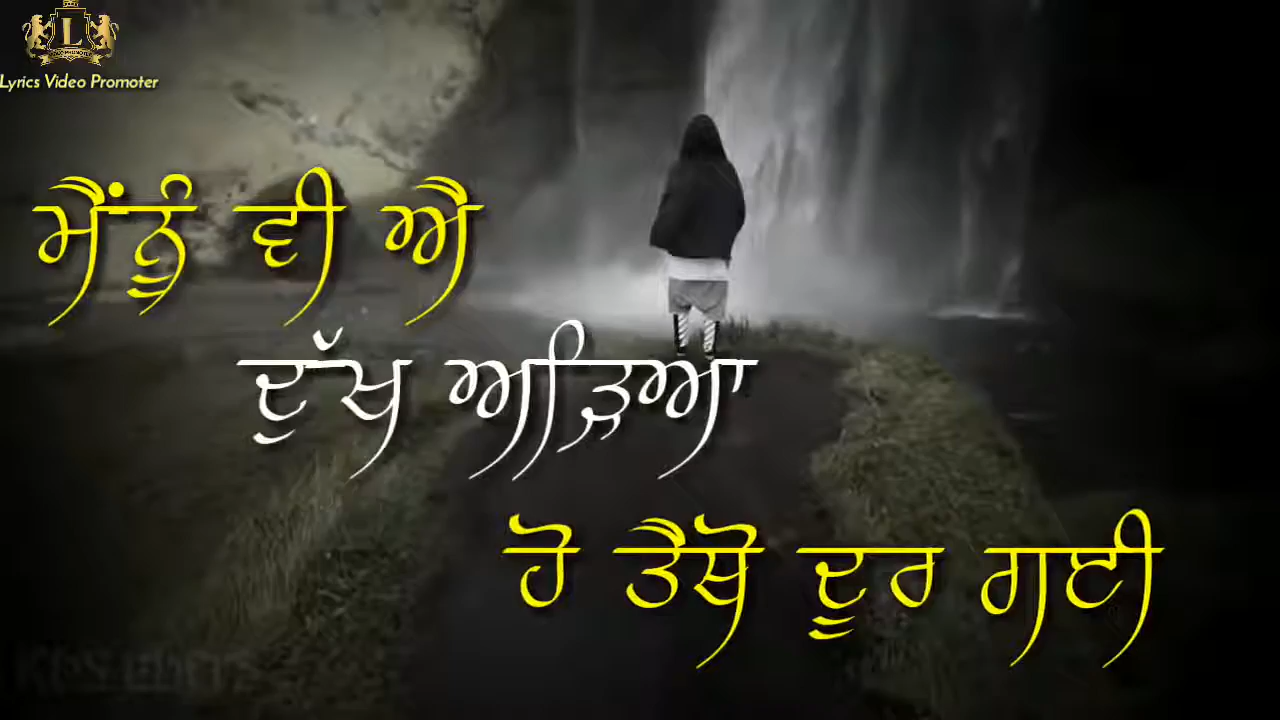 Lyrics Video Promoter
ਮੈਂਨੂੰ ਵੀ ਐ
ਦੁੱਖ ਅੜਿਆ
ਹੋ ਤੈਥੋ ਦੂਰ ਗਈ